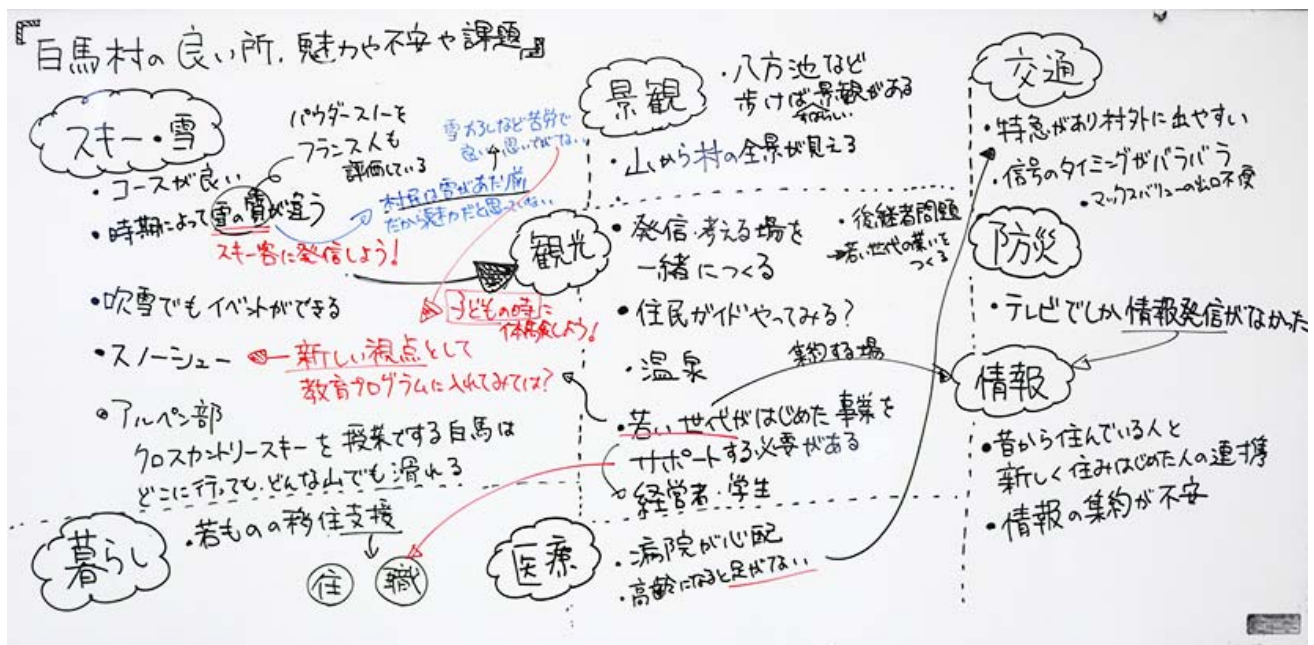 『白馬村の良い所、魅力や不安や課題』
スキー・雪
パウダースノーを
フランス人も
評価している
・コースが良い
・時期によって雪の質が違う
スキー客に発信しよう!
雪おろしなど苦労で
良い思いでがない
村民は雪があたり前
だから魅力だと思っていない
・吹雪でもイベントができる
子どもの時に
体験しよう!
・スノーシュー
新しい視点として
教育プログラムに入れてみては?
・アルペン部
クロスカントリースキーを授業でする白馬は
どこに行っても、どんな山でも滑れる
暮らし
・若ものの移住支援
住 職
景観
・八方池など
歩けば景観がある
すばらしい
・山から村の全景が見える
・
観光
・発信・考える場を
一緒につくる
・後継者問題
若い世代の集いを
つくる
・住民ガイドやってみる?
・温泉
集約する場
・若い世代がはじめた事業を
サポートする必要がある
経営者・学生
医療
・病院が心配
・高齢になると足がない
交通
・特急があり村外に出やすい
・信号のタイミングがバラバラ
・マックスバリューの出口不便
防災
・テレビでしか情報発信がなかった
情報
・昔から住んでいる人と
新しく住みはじめた人の連携
・情報の集約が不安